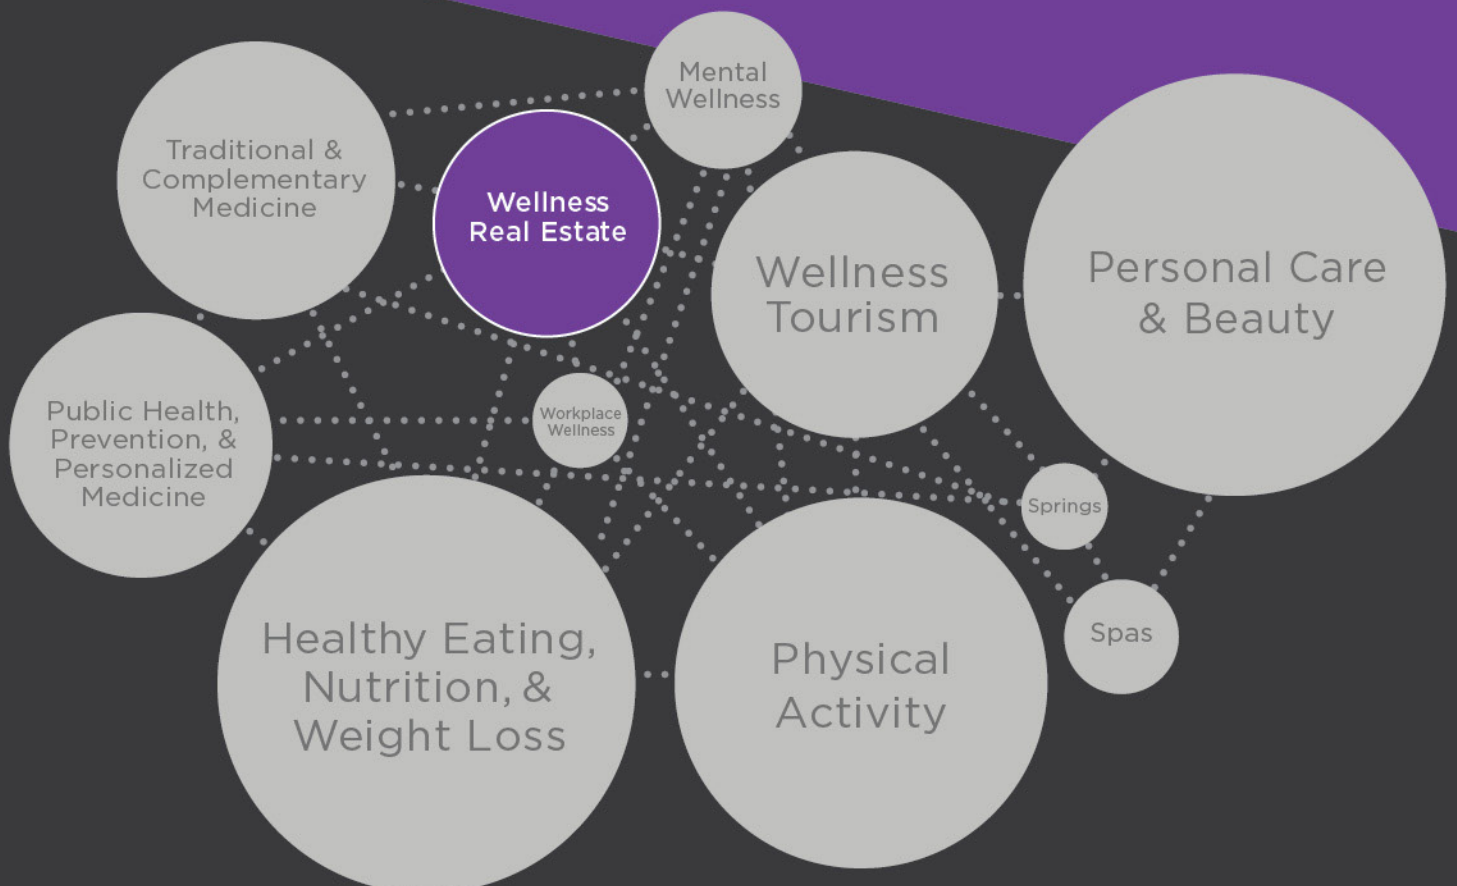 Mental
Wellness
Traditional &
Complementary
Medicine
Wellness
Real Estate
Wellness
Tourism
Personal Care
& Beauty
Public Health,
Prevention, &
Personalized
Medicine
Workplace
Wellness
Springs
Spas
Healthy Eating,
Nutrition, &
Weight Loss
Physical
Activity